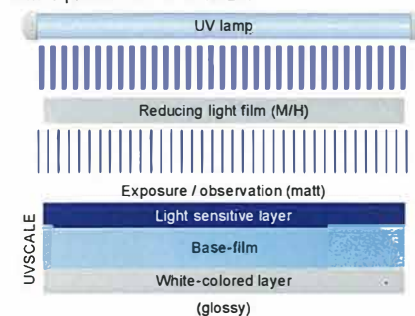 UV lamp
Reducing light film (M/H)
Exposure / observation (matt)
Light sensitive layer
Base-film
White-colored layer
UVSCALE
(glossy)